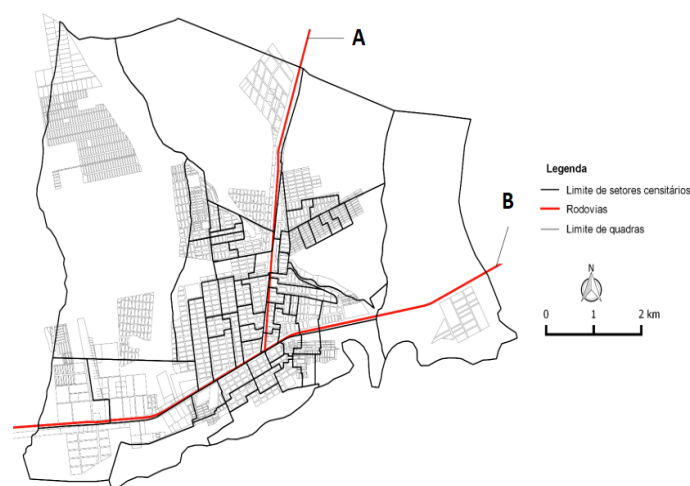 A
B
Legenda
Limite de setores censitários
Rodovias
Limite de quadras
N
0 1 2 km